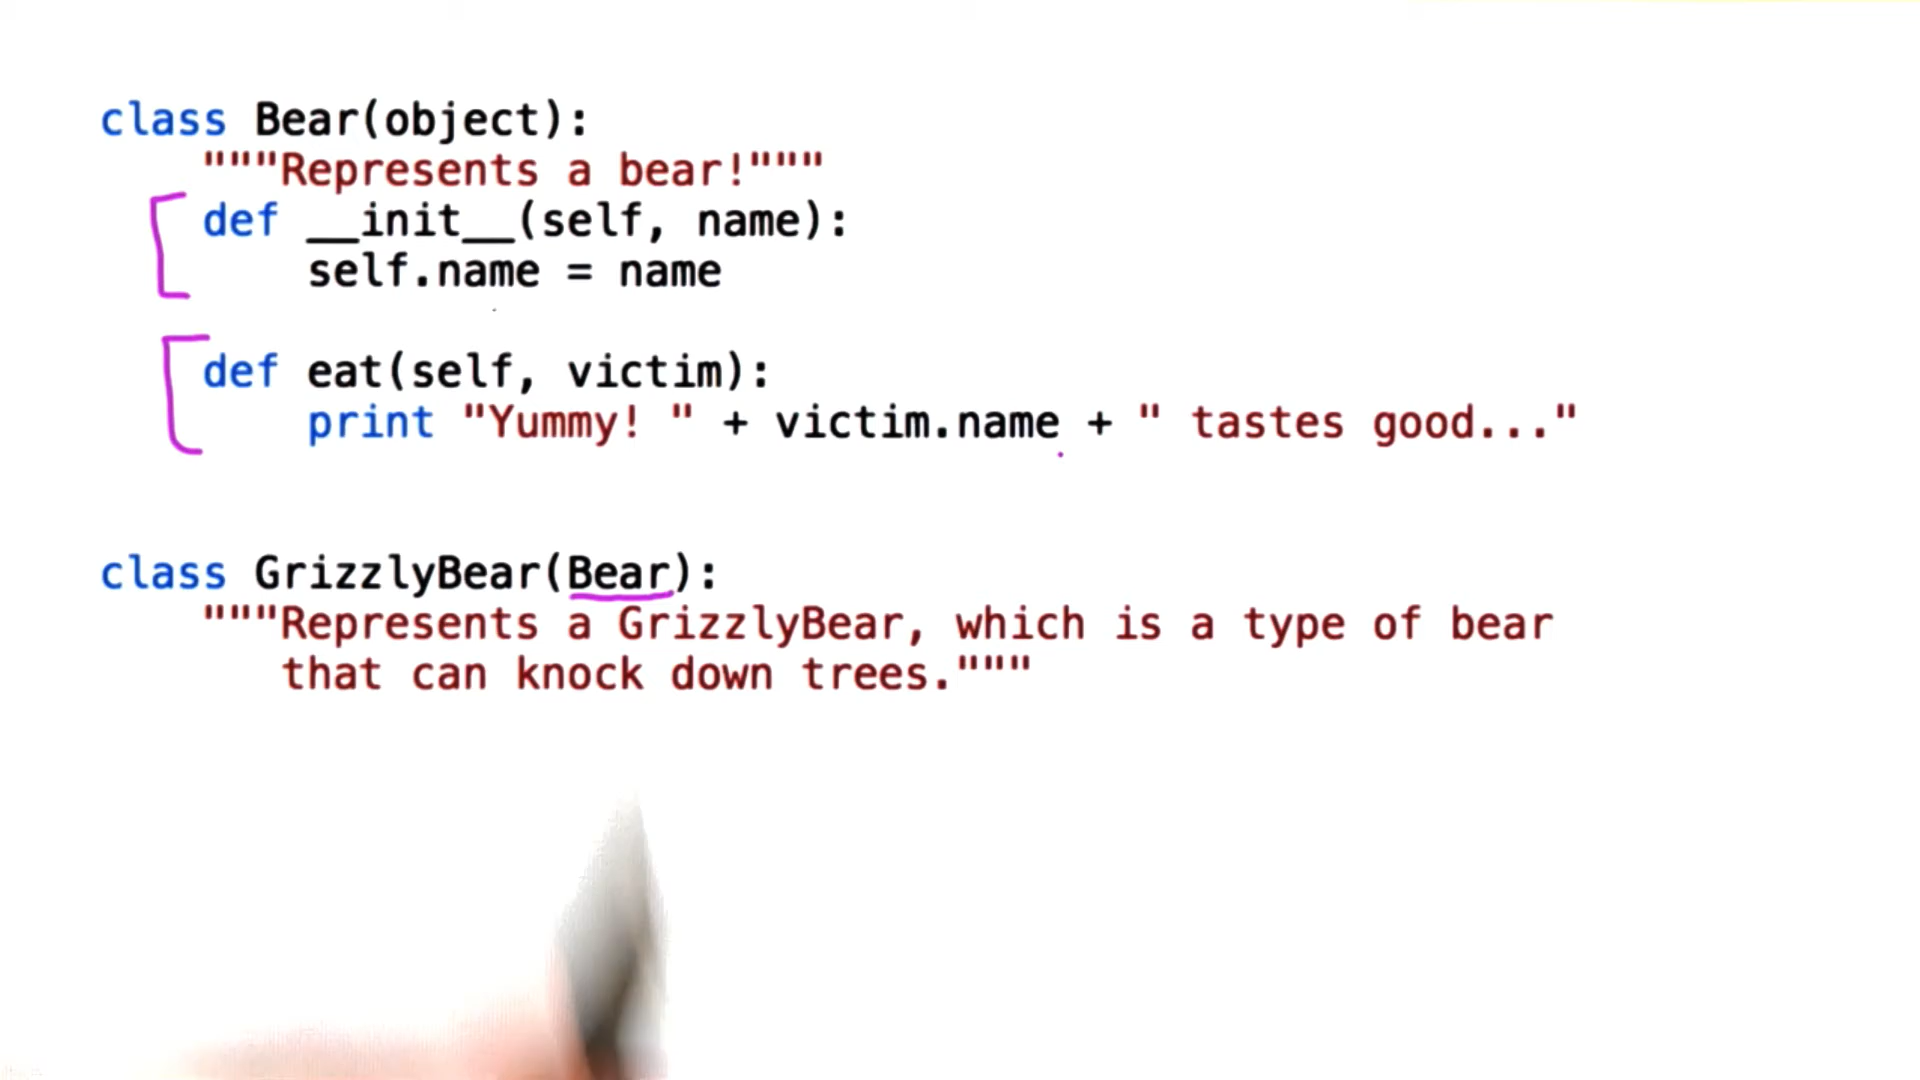 class Bear(object):
"""Represents a bear!"""
def __init__(self, name):
self.name = name
def eat(self, victim):
print "Yummy! " + victim.name + " tastes good..."
class GrizzlyBear(Bear):
"""Represents a GrizzlyBear, which is a type of bear
that can knock down trees."""